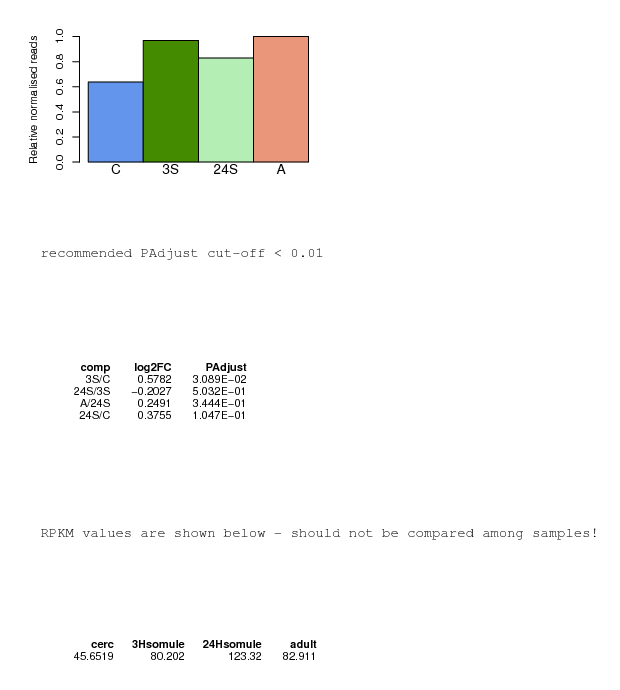 Relative normalised reads
1.0
0.8
0.6
0.4
0.2
0.0
C 3S 24S A
recommended PAdjust cut-off < 0.01
comp log2FC PAdjust
3S/C 0.5782 3.089E−02
24S/3S −0.2027 5.032E−01
A/24S 0.2491 3.444E−01
24S/C 0.3755 1.047E−01
RPKM values are shown below - should not be compared among samples!
cerc 3Hsomule 24Hsomule adult
45.6519 80.202 123.32 82.911